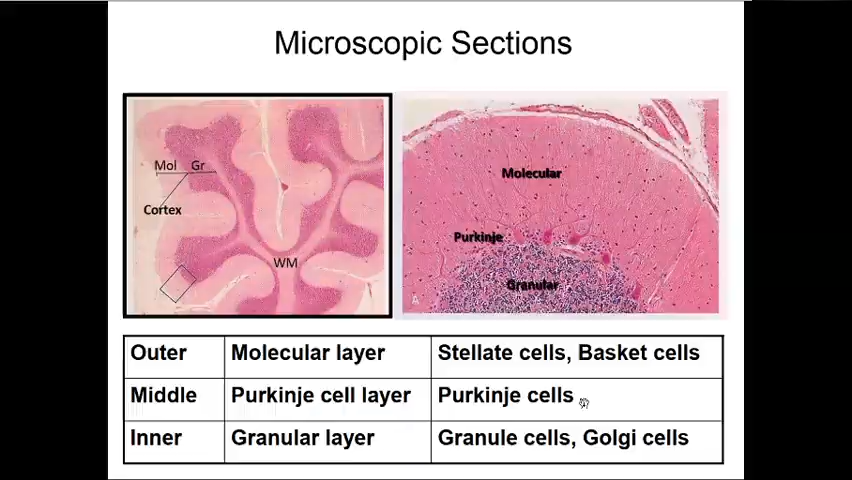 Microscopic Sections
Mol Gr
Cortex
WM
Molecular
Purkinje
Granular
A
Outer Molecular layer Stellate cells, Basket cells
Middle Purkinje cell layer Purkinje cells
Inner Granular layer Granule cells, Golgi cells